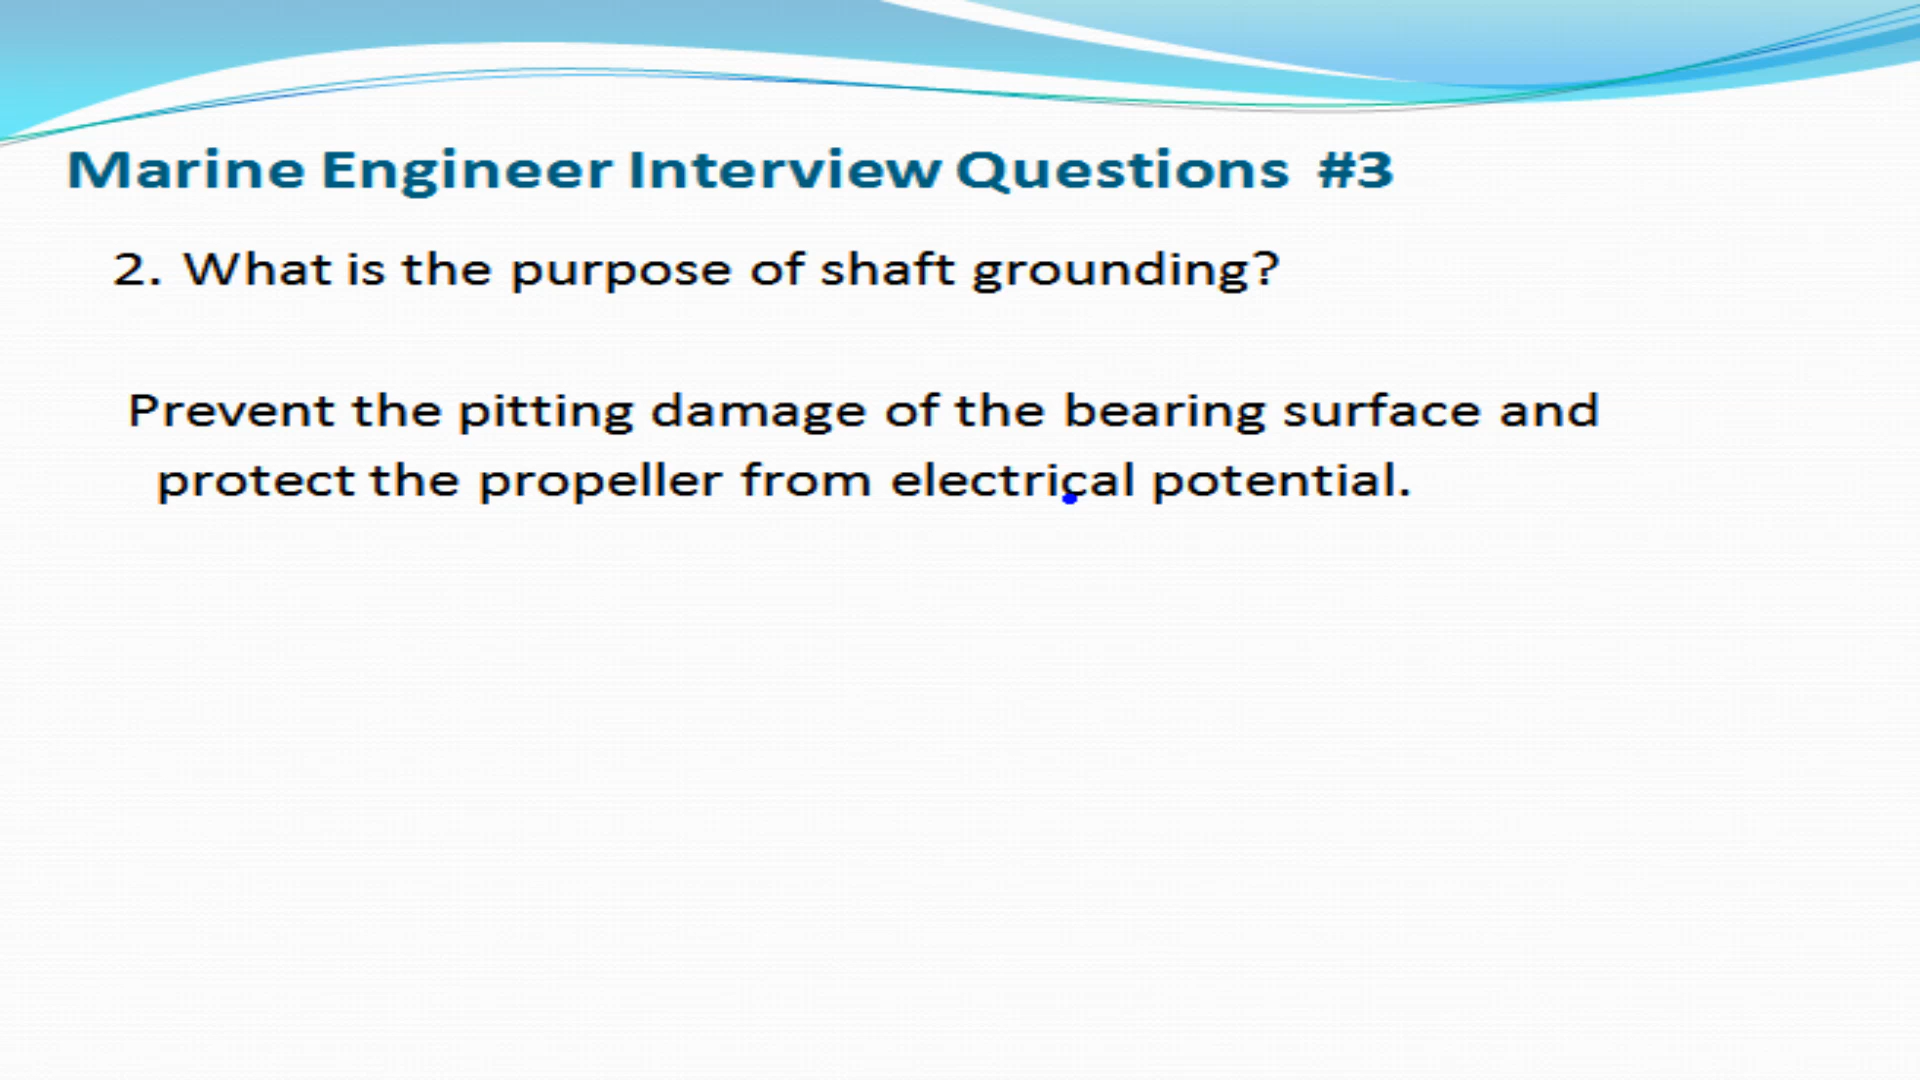 Marine Engineer Interview Questions #3
2. What is the purpose of shaft grounding?
Prevent the pitting damage of the bearing surface and
protect the propeller from electrical potential.